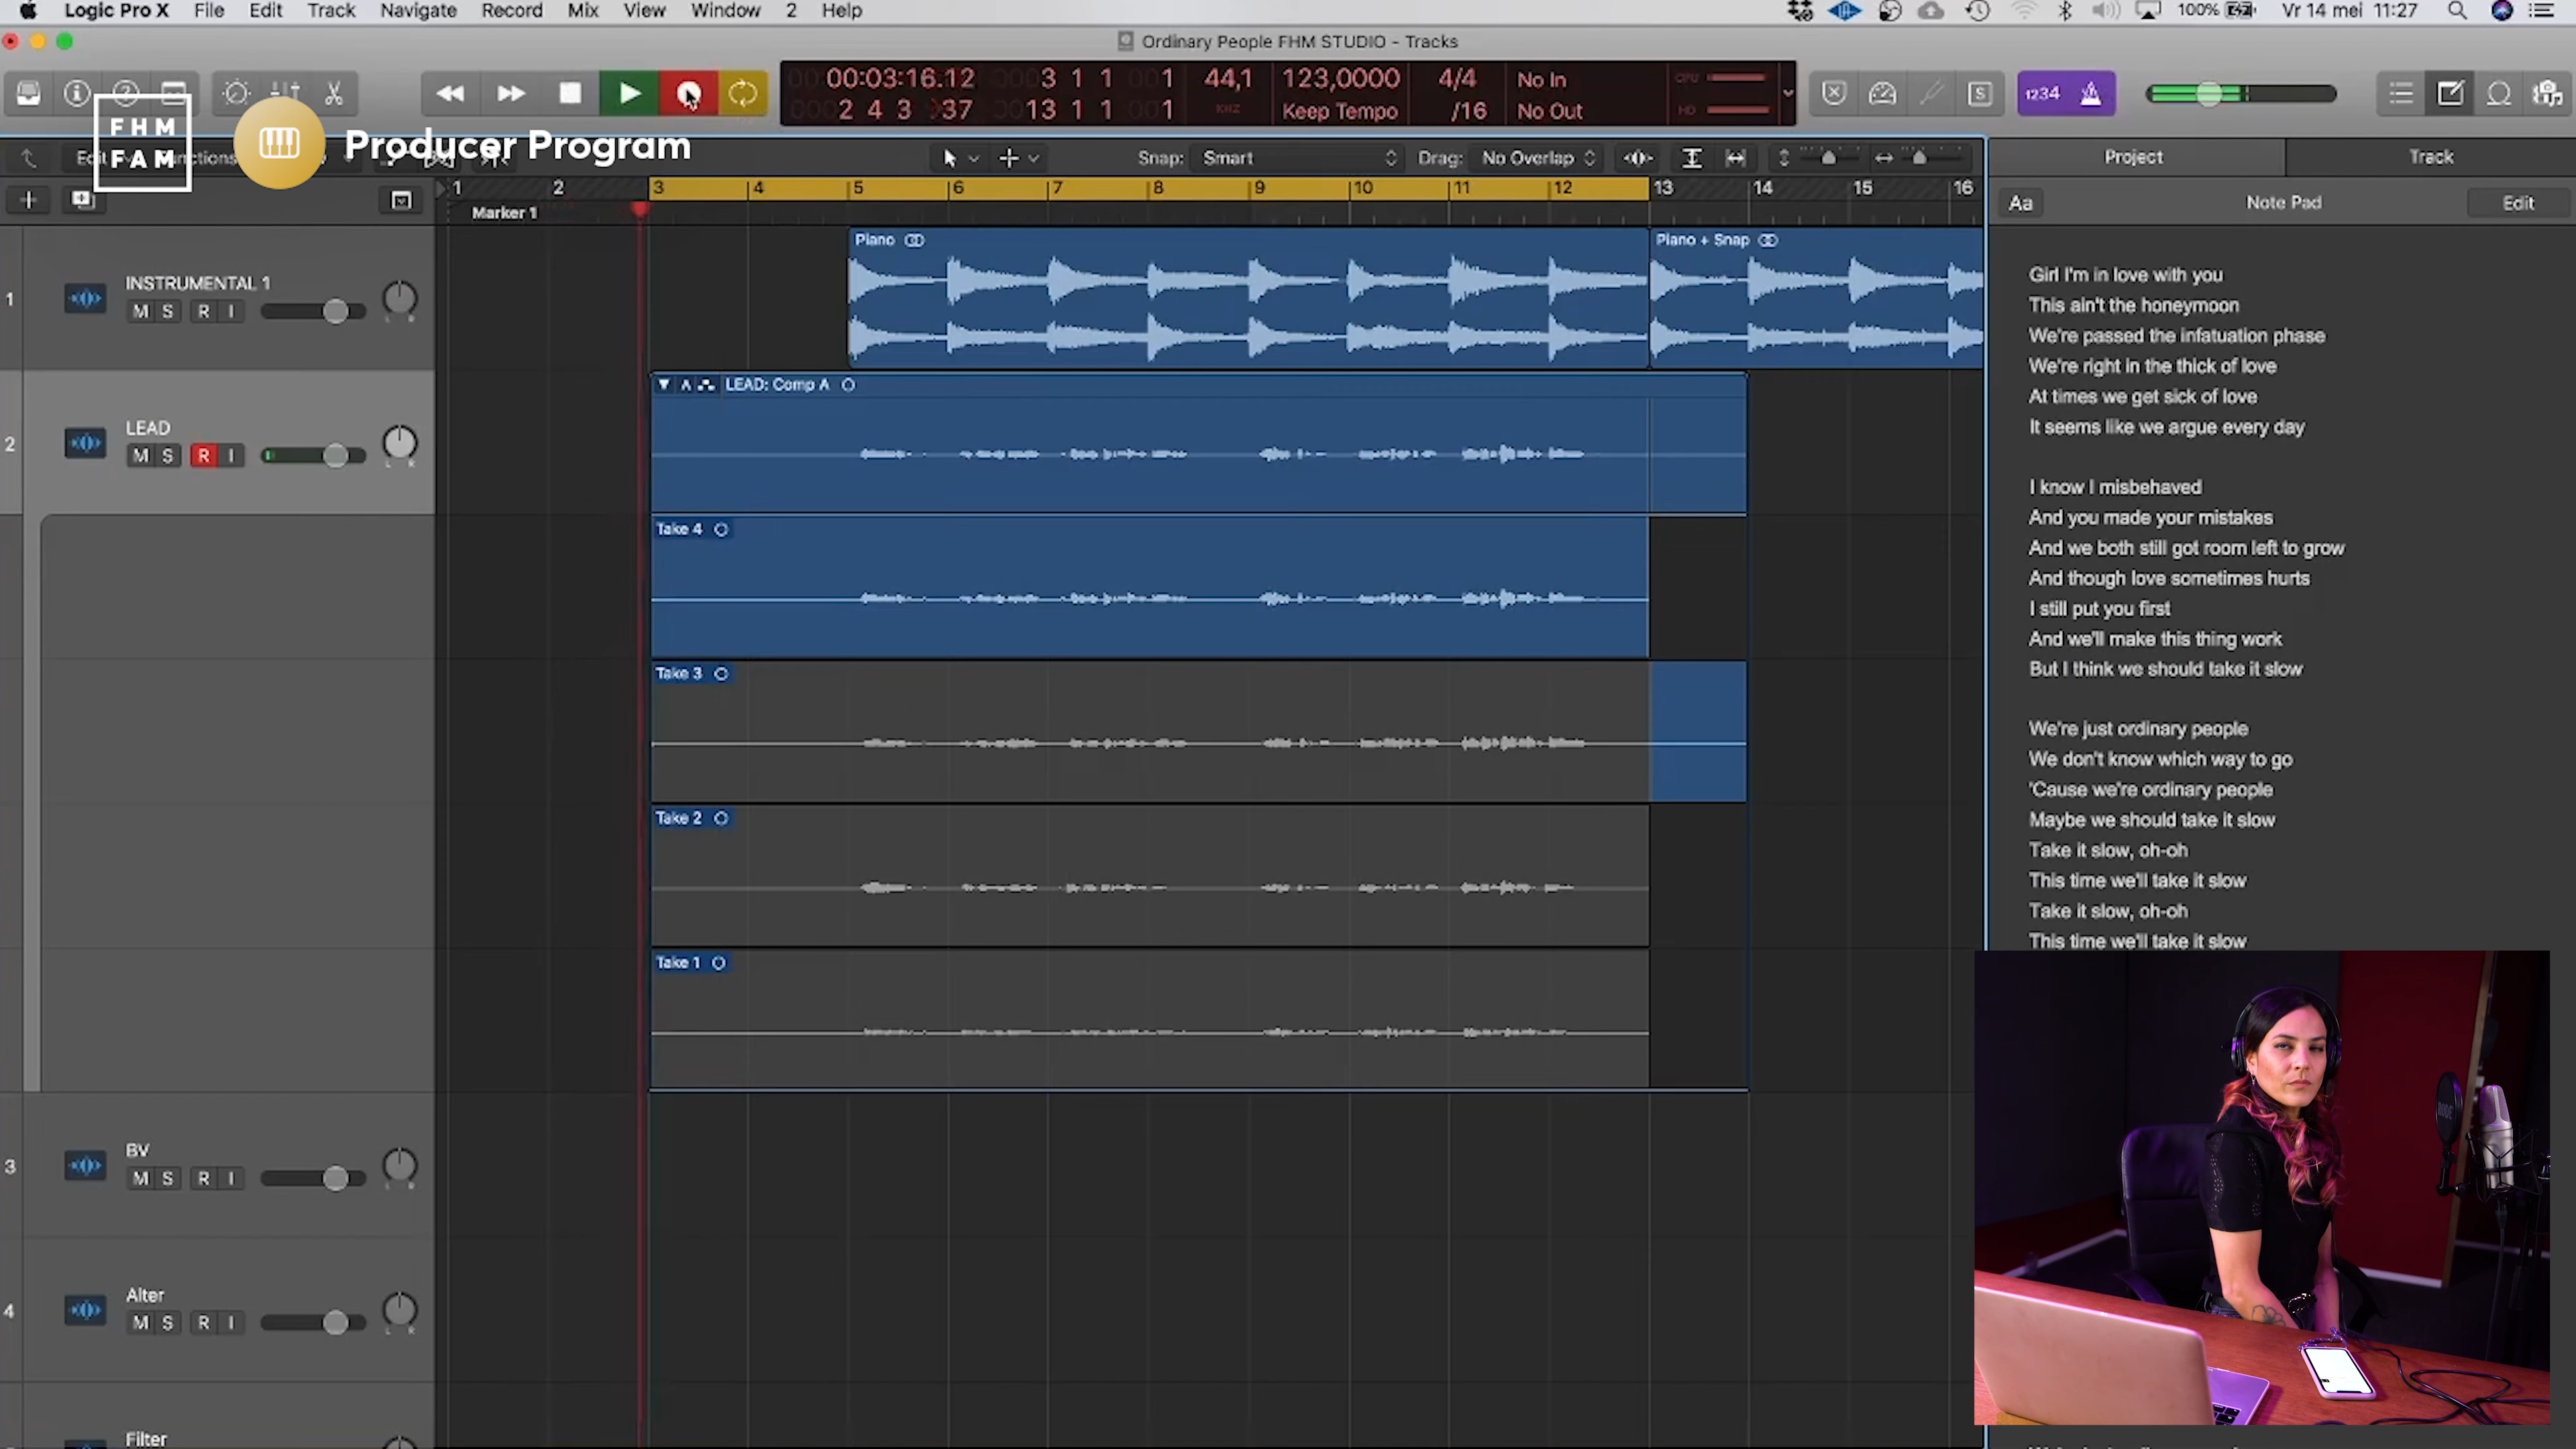 Logic Pro X File Edit Track Navigate Record Mix View Window 2 Help 100% Vr 14 mei 11:27
Ordinary People FHM STUDIO - Tracks
00:03:16.12 3 1 1 1 44,1 123,0000 4/4 No In CPU
2 4 3 37 13 1 1 1 KHZ Keep Tempo /16 No Out HD
1234
S
FHM
FAM
Producer Program
Edit Functions Snap: Smart Drag: No Overlap
Project Track
1 2 3 4 5 6 7 8 9 10 11 12 13 14 15 16
Marker 1
Aa Note Pad Edit
1
INSTRUMENTAL 1
M S R I
L R
Piano
Piano + Snap
2
LEAD
M S R I
L R
LEAD: Comp A
Take 4
Take 3
Take 2
Take 1
3
BV
M S R I
L R
4
Alter
M S R I
L R
Filter
Girl I'm in love with you
This ain't the honeymoon
We're passed the infatuation phase
We're right in the thick of love
At times we get sick of love
It seems like we argue every day
I know I misbehaved
And you made your mistakes
And we both still got room left to grow
And though love sometimes hurts
I still put you first
And we'll make this thing work
But I think we should take it slow
We're just ordinary people
We don't know which way to go
'Cause we're ordinary people
Maybe we should take it slow
Take it slow, oh-oh
This time we'll take it slow
Take it slow, oh-oh
This time we'll take it slow
RODE